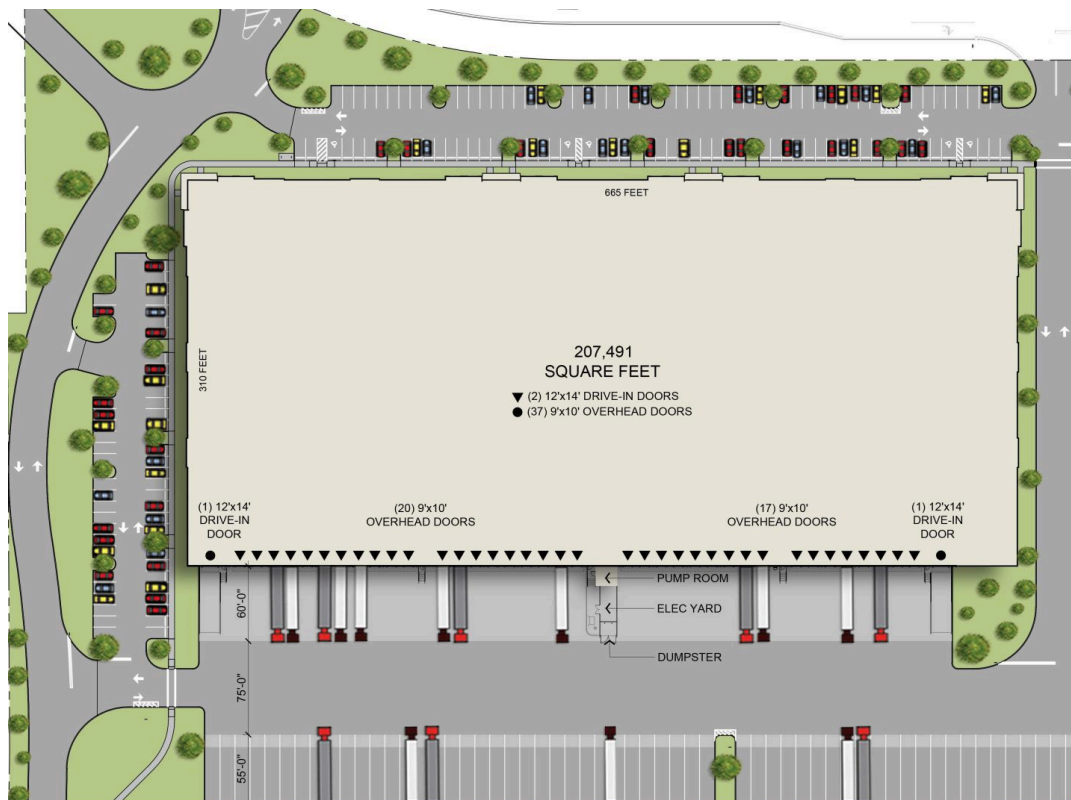 665 FEET
310 FEET
207,491
SQUARE FEET
(2) 12'x14' DRIVE-IN DOORS
(37) 9'x10' OVERHEAD DOORS
(1) 12'x14'
DRIVE-IN
DOOR
(20) 9'x10'
OVERHEAD DOORS
(17) 9'x10'
OVERHEAD DOORS
(1) 12'x14'
DRIVE-IN
DOOR
PUMP ROOM
ELEC YARD
DUMPSTER
60'-0"
75'-0"
55'-0"